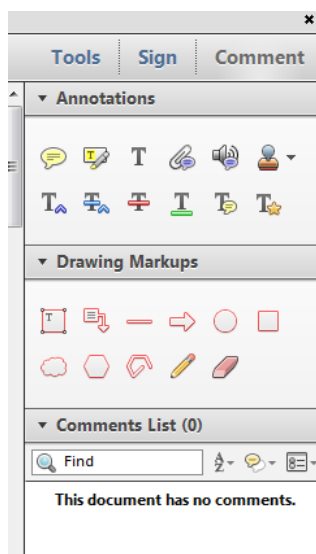 Tools Sign Comment
Annotations
Drawing Markups
Comments List (0)
Find
This document has no comments.